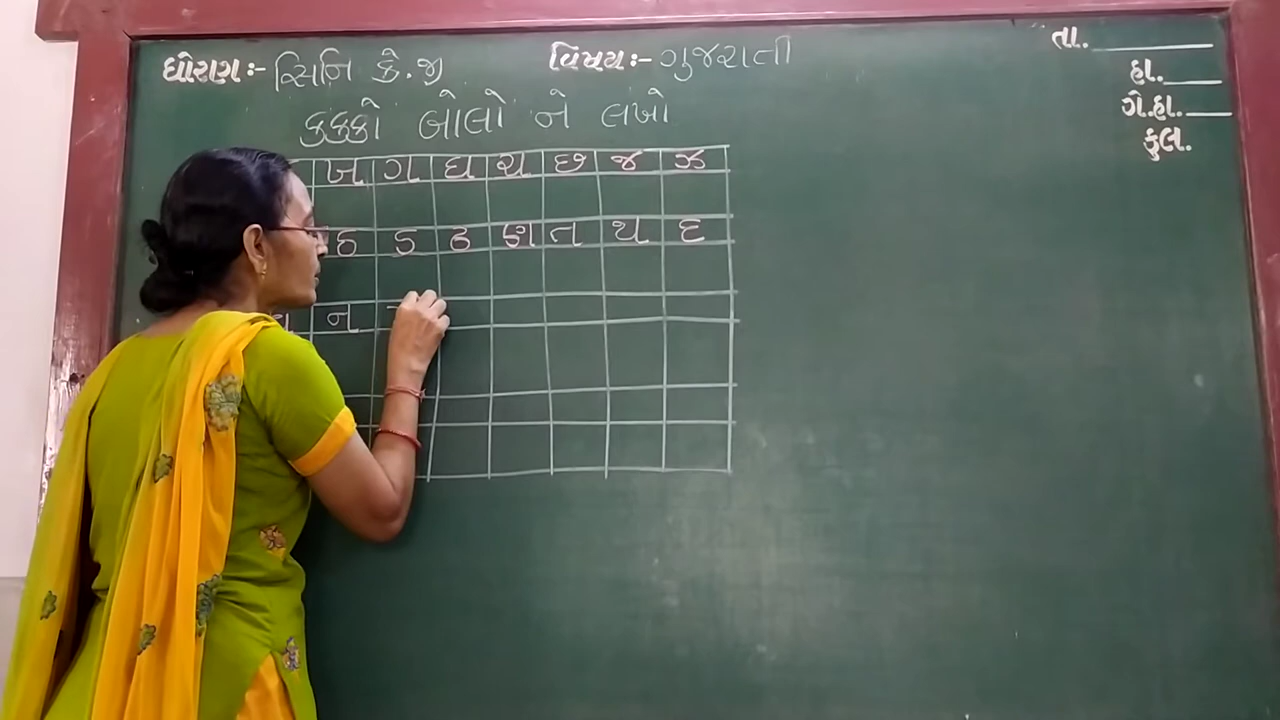 ધોરણ:- સિનિ કે.જી
વિષય:- ગુજરાતી
તા.
હા.
ગે.હા.
કુલ.
કક્કો બોલો ને લખો
ખ ગ ઘ ચ છ જ ઝ
ઠ ડ ઢ ણ ત થ દ
ન